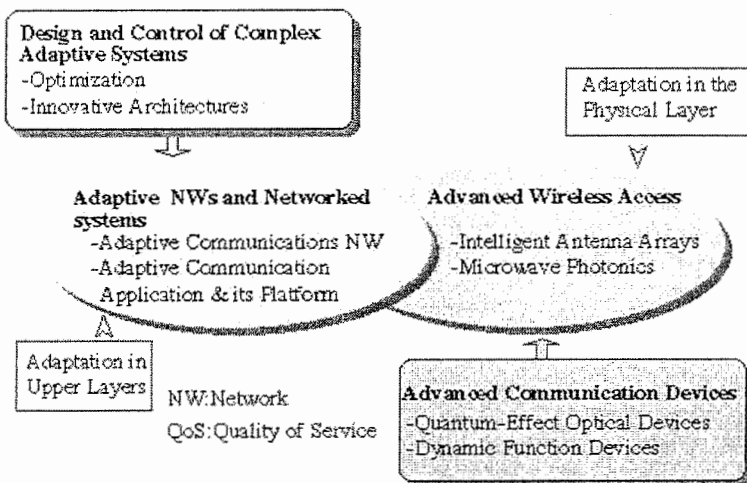 Design and Control of Complex
Adaptive Systems
-Optimization
-Innovative Architectures
Adaptation in the
Physical Layer
Adaptive NWs and Networked
systems
-Adaptive Communications NW
-Adaptive Communication
Application & its Platform
Advanced Wireless Access
-Intelligent Antenna Arrays
-Microwave Photonics
Adaptation in
Upper Layers
NW:Network
QoS:Quality of Service
Advanced Communication Devices
-Quantum-Effect Optical Devices
-Dynamic Function Devices